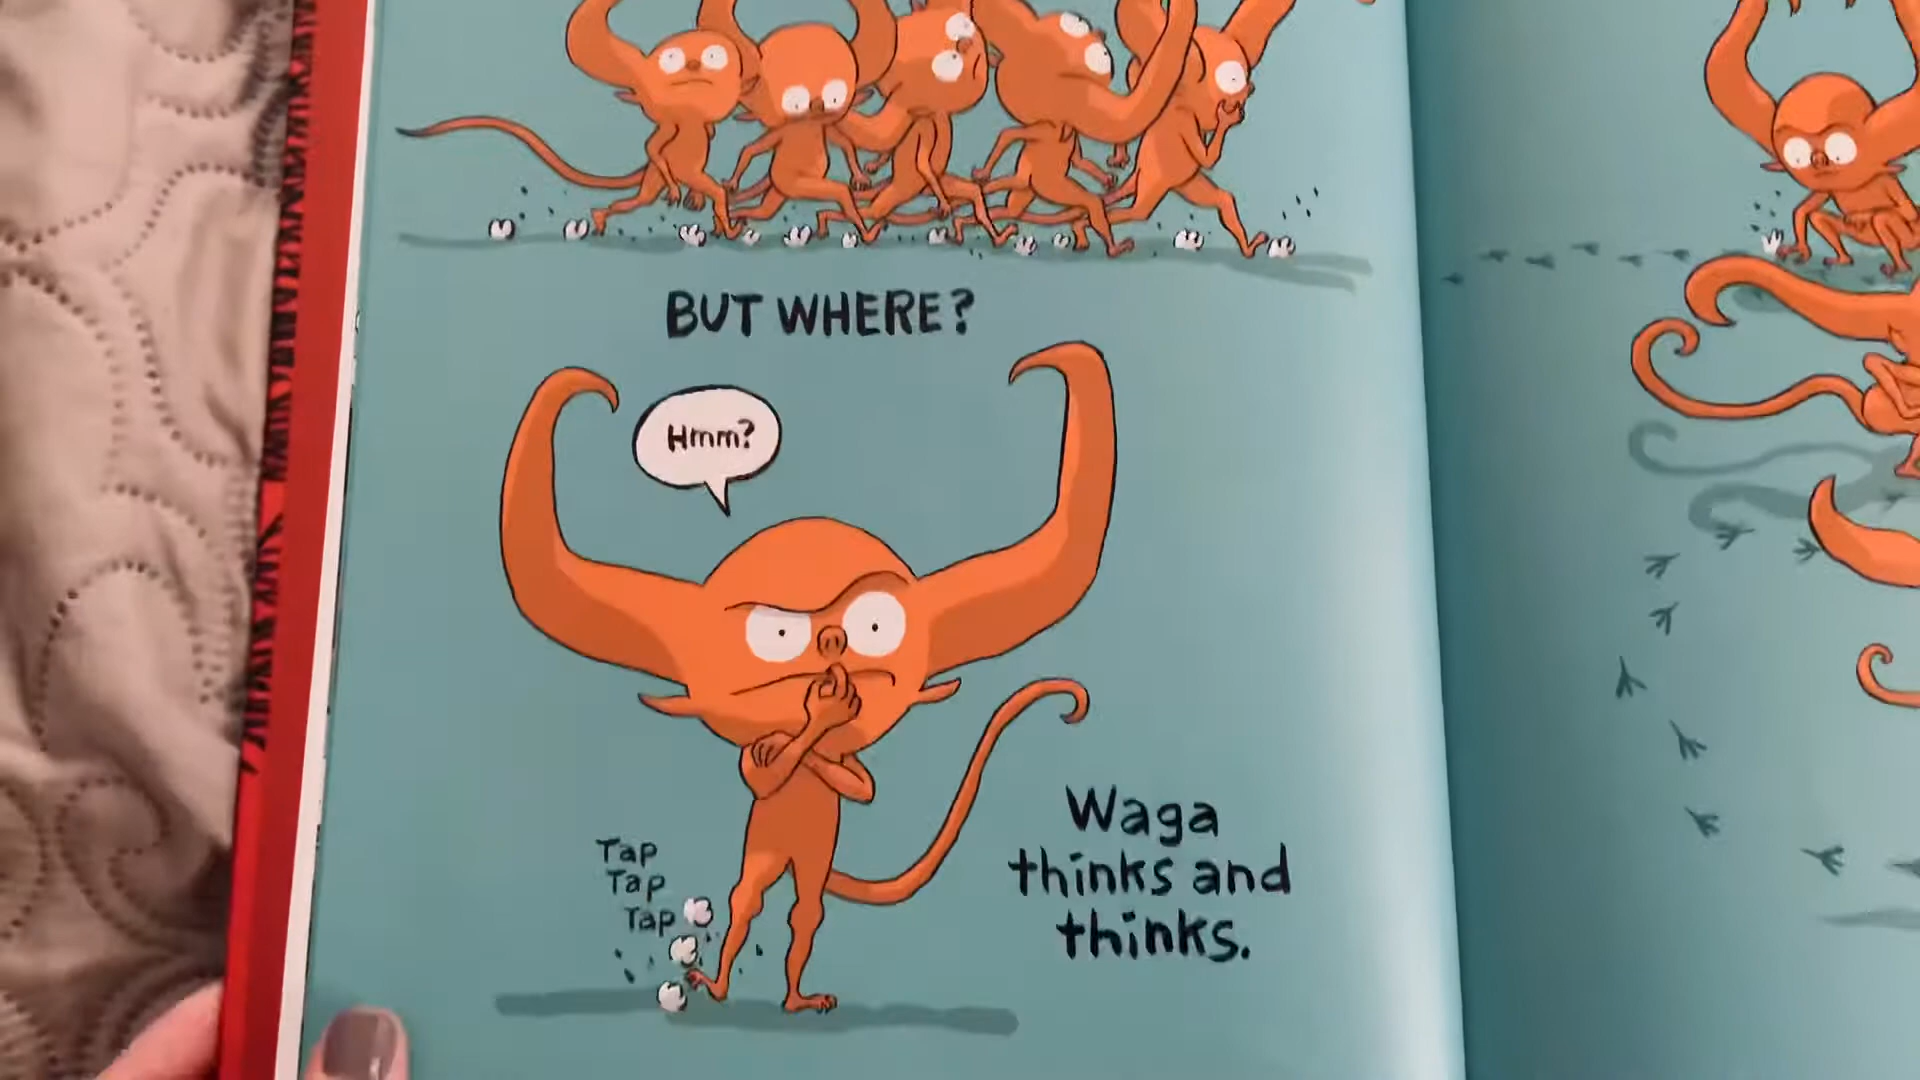 BUT WHERE?
Hmm?
Tap
Tap
Tap
Waga
thinks and
thinks.